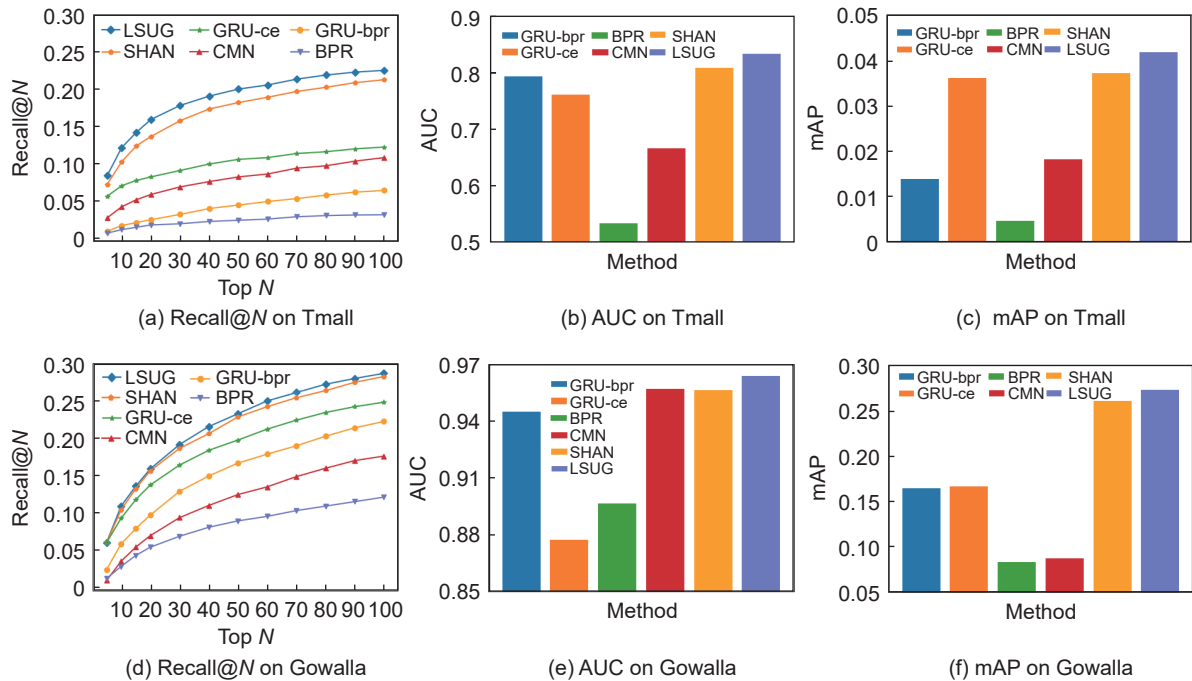 0.30
0.25
0.20
0.15
0.10
0.05
0
Recall@N
LSUG GRU-ce GRU-bpr
SHAN CMN BPR
10 20 30 40 50 60 70 80 90 100
Top N
(a) Recall@N on Tmall
0.9
0.8
0.7
0.6
0.5
AUC
GRU-bpr BPR SHAN
GRU-ce CMN LSUG
Method
(b) AUC on Tmall
0.05
0.04
0.03
0.02
0.01
0
mAP
GRU-bpr BPR SHAN
GRU-ce CMN LSUG
Method
(c) mAP on Tmall
0.30
0.25
0.20
0.15
0.10
0.05
0
Recall@N
LSUG GRU-bpr
SHAN BPR
GRU-ce
CMN
10 20 30 40 50 60 70 80 90 100
Top N
(d) Recall@N on Gowalla
0.97
0.94
0.91
0.88
0.85
AUC
GRU-bpr
GRU-ce
BPR
CMN
SHAN
LSUG
Method
(e) AUC on Gowalla
0.30
0.25
0.20
0.15
0.10
0.05
mAP
GRU-bpr BPR SHAN
GRU-ce CMN LSUG
Method
(f) mAP on Gowalla